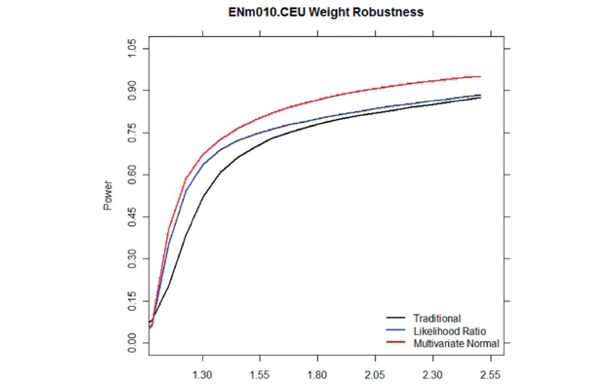 ENm010.CEU Weight Robustness
1.05
0.90
0.75
0.60
0.45
0.30
0.15
0.00
Power
Traditional
Likelihood Ratio
Multivariate Normal
1.30 1.55 1.80 2.05 2.30 2.55